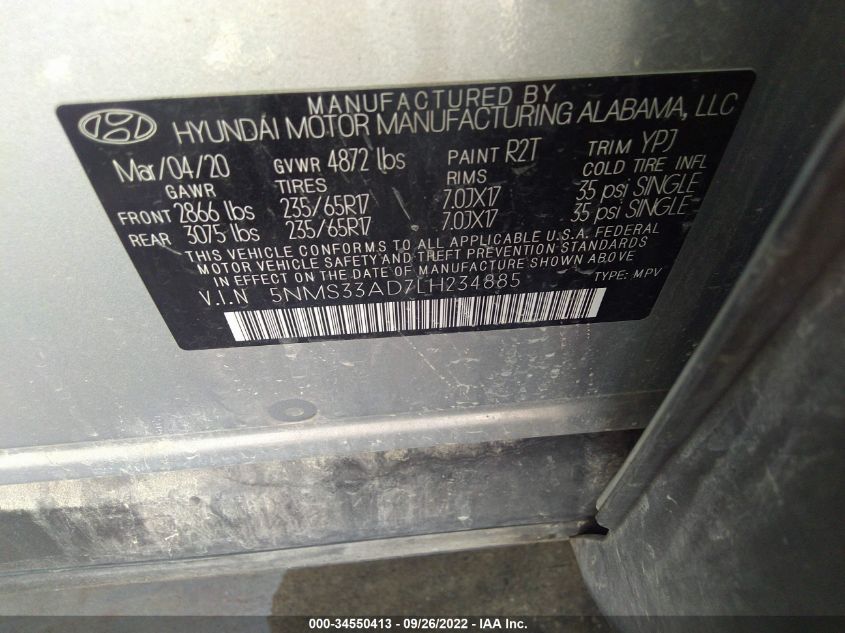 MANUFACTURED BY
HYUNDAI MOTOR MANUFACTURING ALABAMA, LLC
Mar/04/20 GVWR 4872 lbs PAINT R2T TRIM YPJ
GAWR TIRES RIMS COLD TIRE INFL
FRONT 2866 lbs 235/65R17 7.0JX17 35 psi SINGLE
REAR 3075 lbs 235/65R17 7.0JX17 35 psi SINGLE
THIS VEHICLE CONFORMS TO ALL APPLICABLE U.S.A. FEDERAL
MOTOR VEHICLE SAFETY AND THEFT PREVENTION STANDARDS
IN EFFECT ON THE DATE OF MANUFACTURE SHOWN ABOVE
V.I.N 5NMS33AD7LH234885 TYPE: MPV
000-34550413 - 09/26/2022 - IAA Inc.